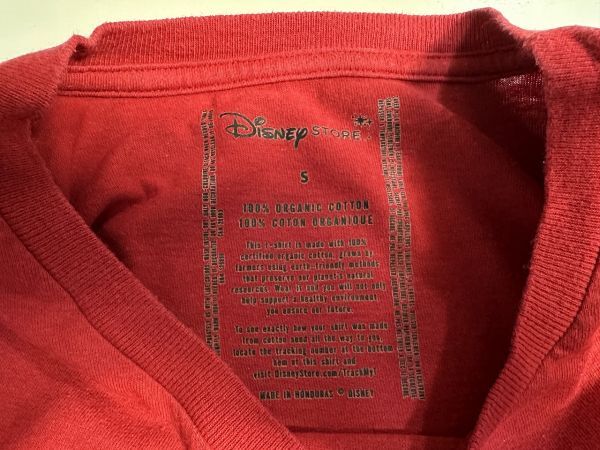 Disney STORE
S
100% ORGANIC COTTON
100% COTON ORGANIQUE
This T-shirt is made with 100%
certified organic cotton, grown by
farmers using earth-friendly methods
that preserve our planet's natural
resources. Wear it and you will not only
help support a healthy environment
you ensure our future.
To see exactly how your shirt was made
from cotton seed all the way to you,
locate the tracking number at the bottom
hem of this shirt and
visit DisneyStore.com/TrackMyT
MADE IN HONDURAS © DISNEY